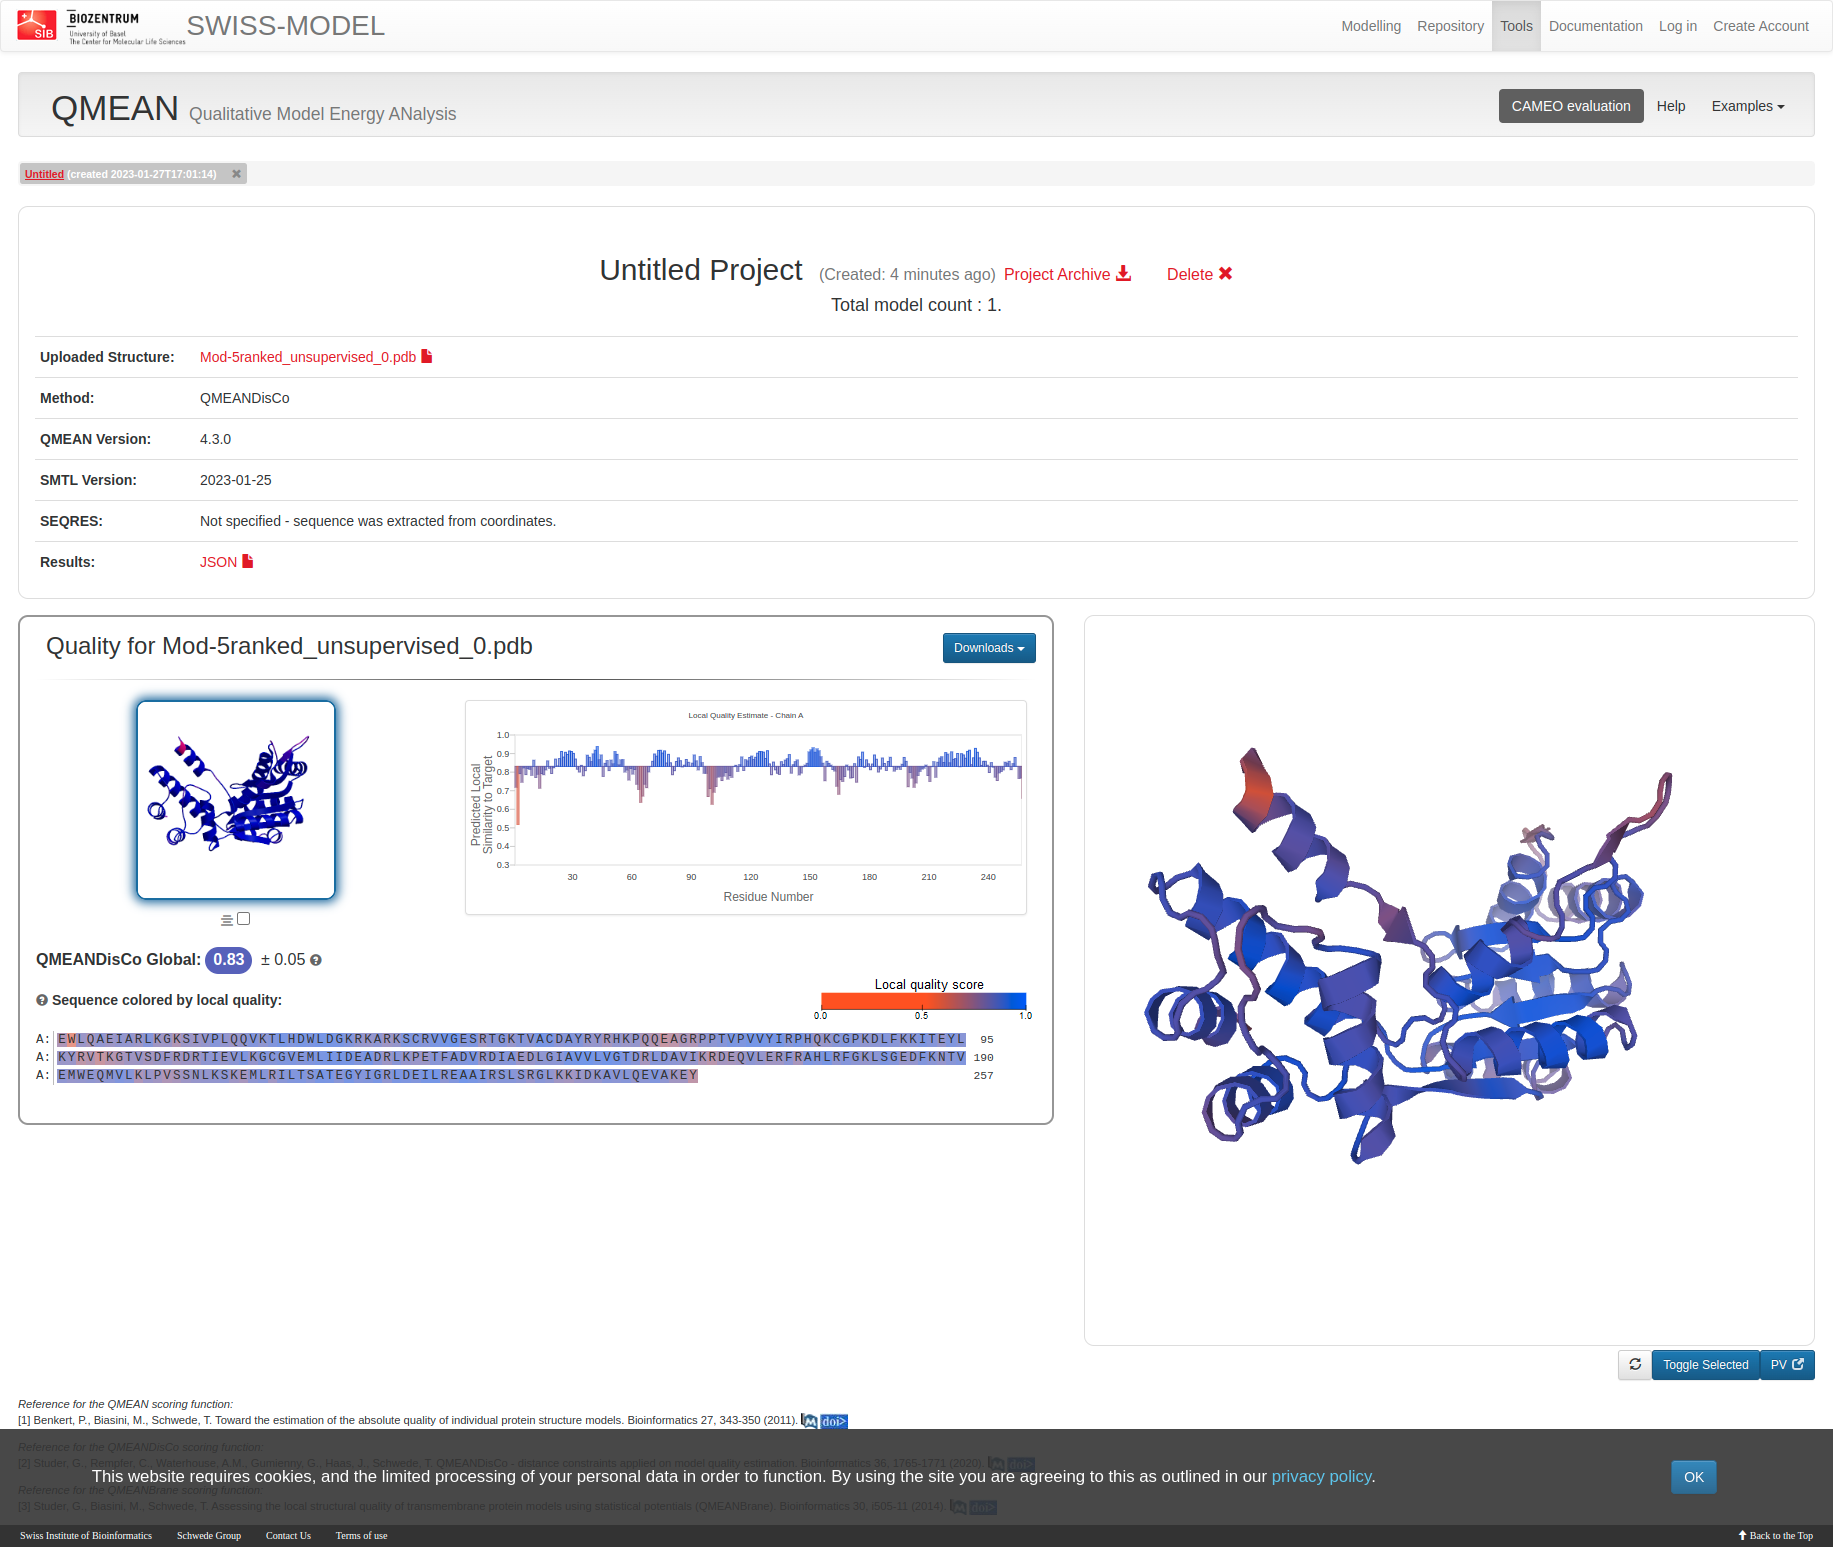 SIB BIOZENTRUM University of Basel The Center for Molecular Life Sciences SWISS-MODEL Modelling Repository Tools Documentation Log in Create Account
QMEAN Qualitative Model Energy ANalysis CAMEO evaluation Help Examples
Untitled (created 2023-01-27T17:01:14)
Untitled Project (Created: 4 minutes ago) Project Archive Delete
Total model count : 1.
Uploaded Structure: Mod-5ranked_unsupervised_0.pdb
Method: QMEANDisCo
QMEAN Version: 4.3.0
SMTL Version: 2023-01-25
SEQRES: Not specified - sequence was extracted from coordinates.
Results: JSON
Quality for Mod-5ranked_unsupervised_0.pdb Downloads
Local Quality Estimate - Chain A
Predicted Local
Similarity to Target
1.0
0.9
0.8
0.7
0.6
0.5
0.4
0.3
30 60 90 120 150 180 210 240
Residue Number
QMEANDisCo Global: 0.83 ± 0.05
Local quality score
0.0 0.5 1.0
Sequence colored by local quality:
A: EWLQAEIARLKGKSIVPLQQVKTLHDWLDGKRKARKSCRVVGESRTGKTVACDAYRYRHKPQQEAGRPPTVPVVYIRPHQKCGPKDLFKKITEYL 95
A: KYRVTKGTVSDFRDRTIEVLKGCGVEMLIIDEADRLKPETFADVRDIAEDLGIAVVLVGTDRLDAVIKRDEQVLERFRAHLRFGKLSGEDFKNTV 190
A: EMWEQMVLKLPVSSNLKSKEMLRILTSATEGYIGRLDEILREAAIRSLSRGLKKIDKAVLQEVAKEY 257
Toggle Selected PV
Reference for the QMEAN scoring function:
[1] Benkert, P., Biasini, M., Schwede, T. Toward the estimation of the absolute quality of individual protein structure models. Bioinformatics 27, 343-350 (2011). M doi>
Reference for the QMEANDisCo scoring function:
[2] Studer, G., Rempfer, C., Waterhouse, A.M., Gumienny, G., Haas, J., Schwede, T. QMEANDisCo - distance constraints applied on model quality estimation. Bioinformatics 36, 1765-1771 (2020). M doi>
This website requires cookies, and the limited processing of your personal data in order to function. By using the site you are agreeing to this as outlined in our privacy policy. OK
Reference for the QMEANBrane scoring function:
[3] Studer, G., Biasini, M., Schwede, T. Assessing the local structural quality of transmembrane protein models using statistical potentials (QMEANBrane). Bioinformatics 30, i505-11 (2014). M doi>
Swiss Institute of Bioinformatics Schwede Group Contact Us Terms of use Back to the Top